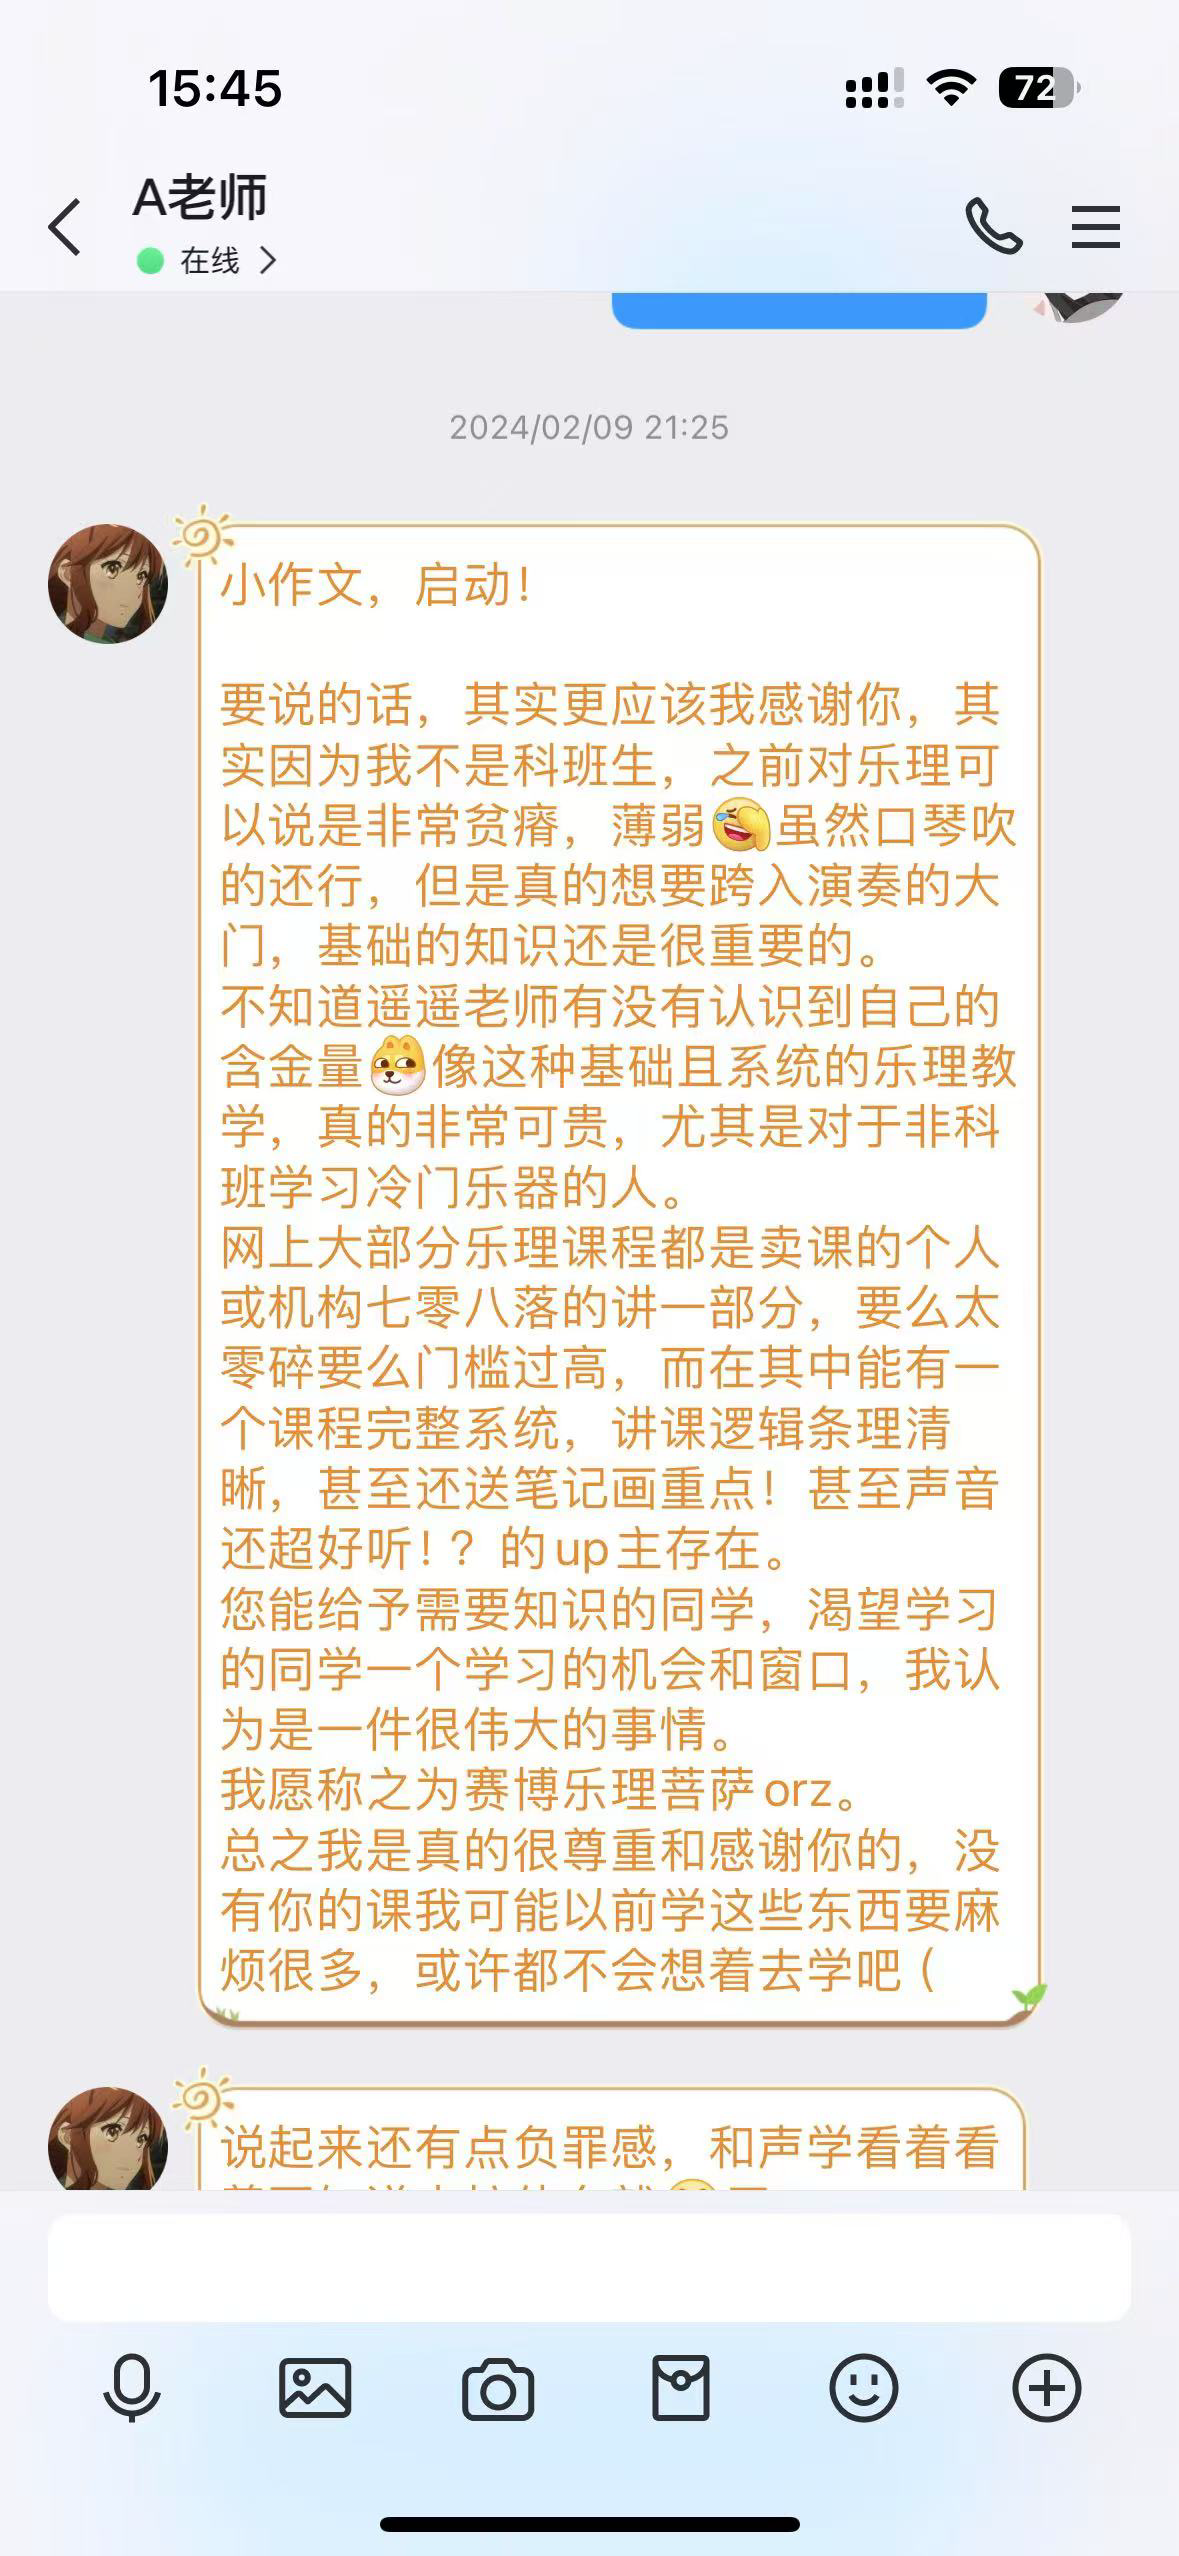 15:45
72
A老师
在线
2024/02/09 21:25
小作文，启动！
要说的话，其实更应该我感谢你，其
实因为我不是科班生，之前对乐理可
以说是非常贫瘠，薄弱虽然口琴吹
的还行，但是真的想要跨入演奏的大
门，基础的知识还是很重要的。
不知道遥遥老师有没有认识到自己的
含金量像这种基础且系统的乐理教
学，真的非常可贵，尤其是对于非科
班学习冷门乐器的人。
网上大部分乐理课程都是卖课的个人
或机构七零八落的讲一部分，要么太
零碎要么门槛过高，而在其中能有一
个课程完整系统，讲课逻辑条理清
晰，甚至还送笔记画重点！甚至声音
还超好听！？的up主存在。
您能给予需要知识的同学，渴望学习
的同学一个学习的机会和窗口，我认
为是一件很伟大的事情。
我愿称之为赛博乐理菩萨orz。
总之我是真的很尊重和感谢你的，没
有你的课我可能以前学这些东西要麻
烦很多，或许都不会想着去学吧（
说起来还有点负罪感，和声学看着看